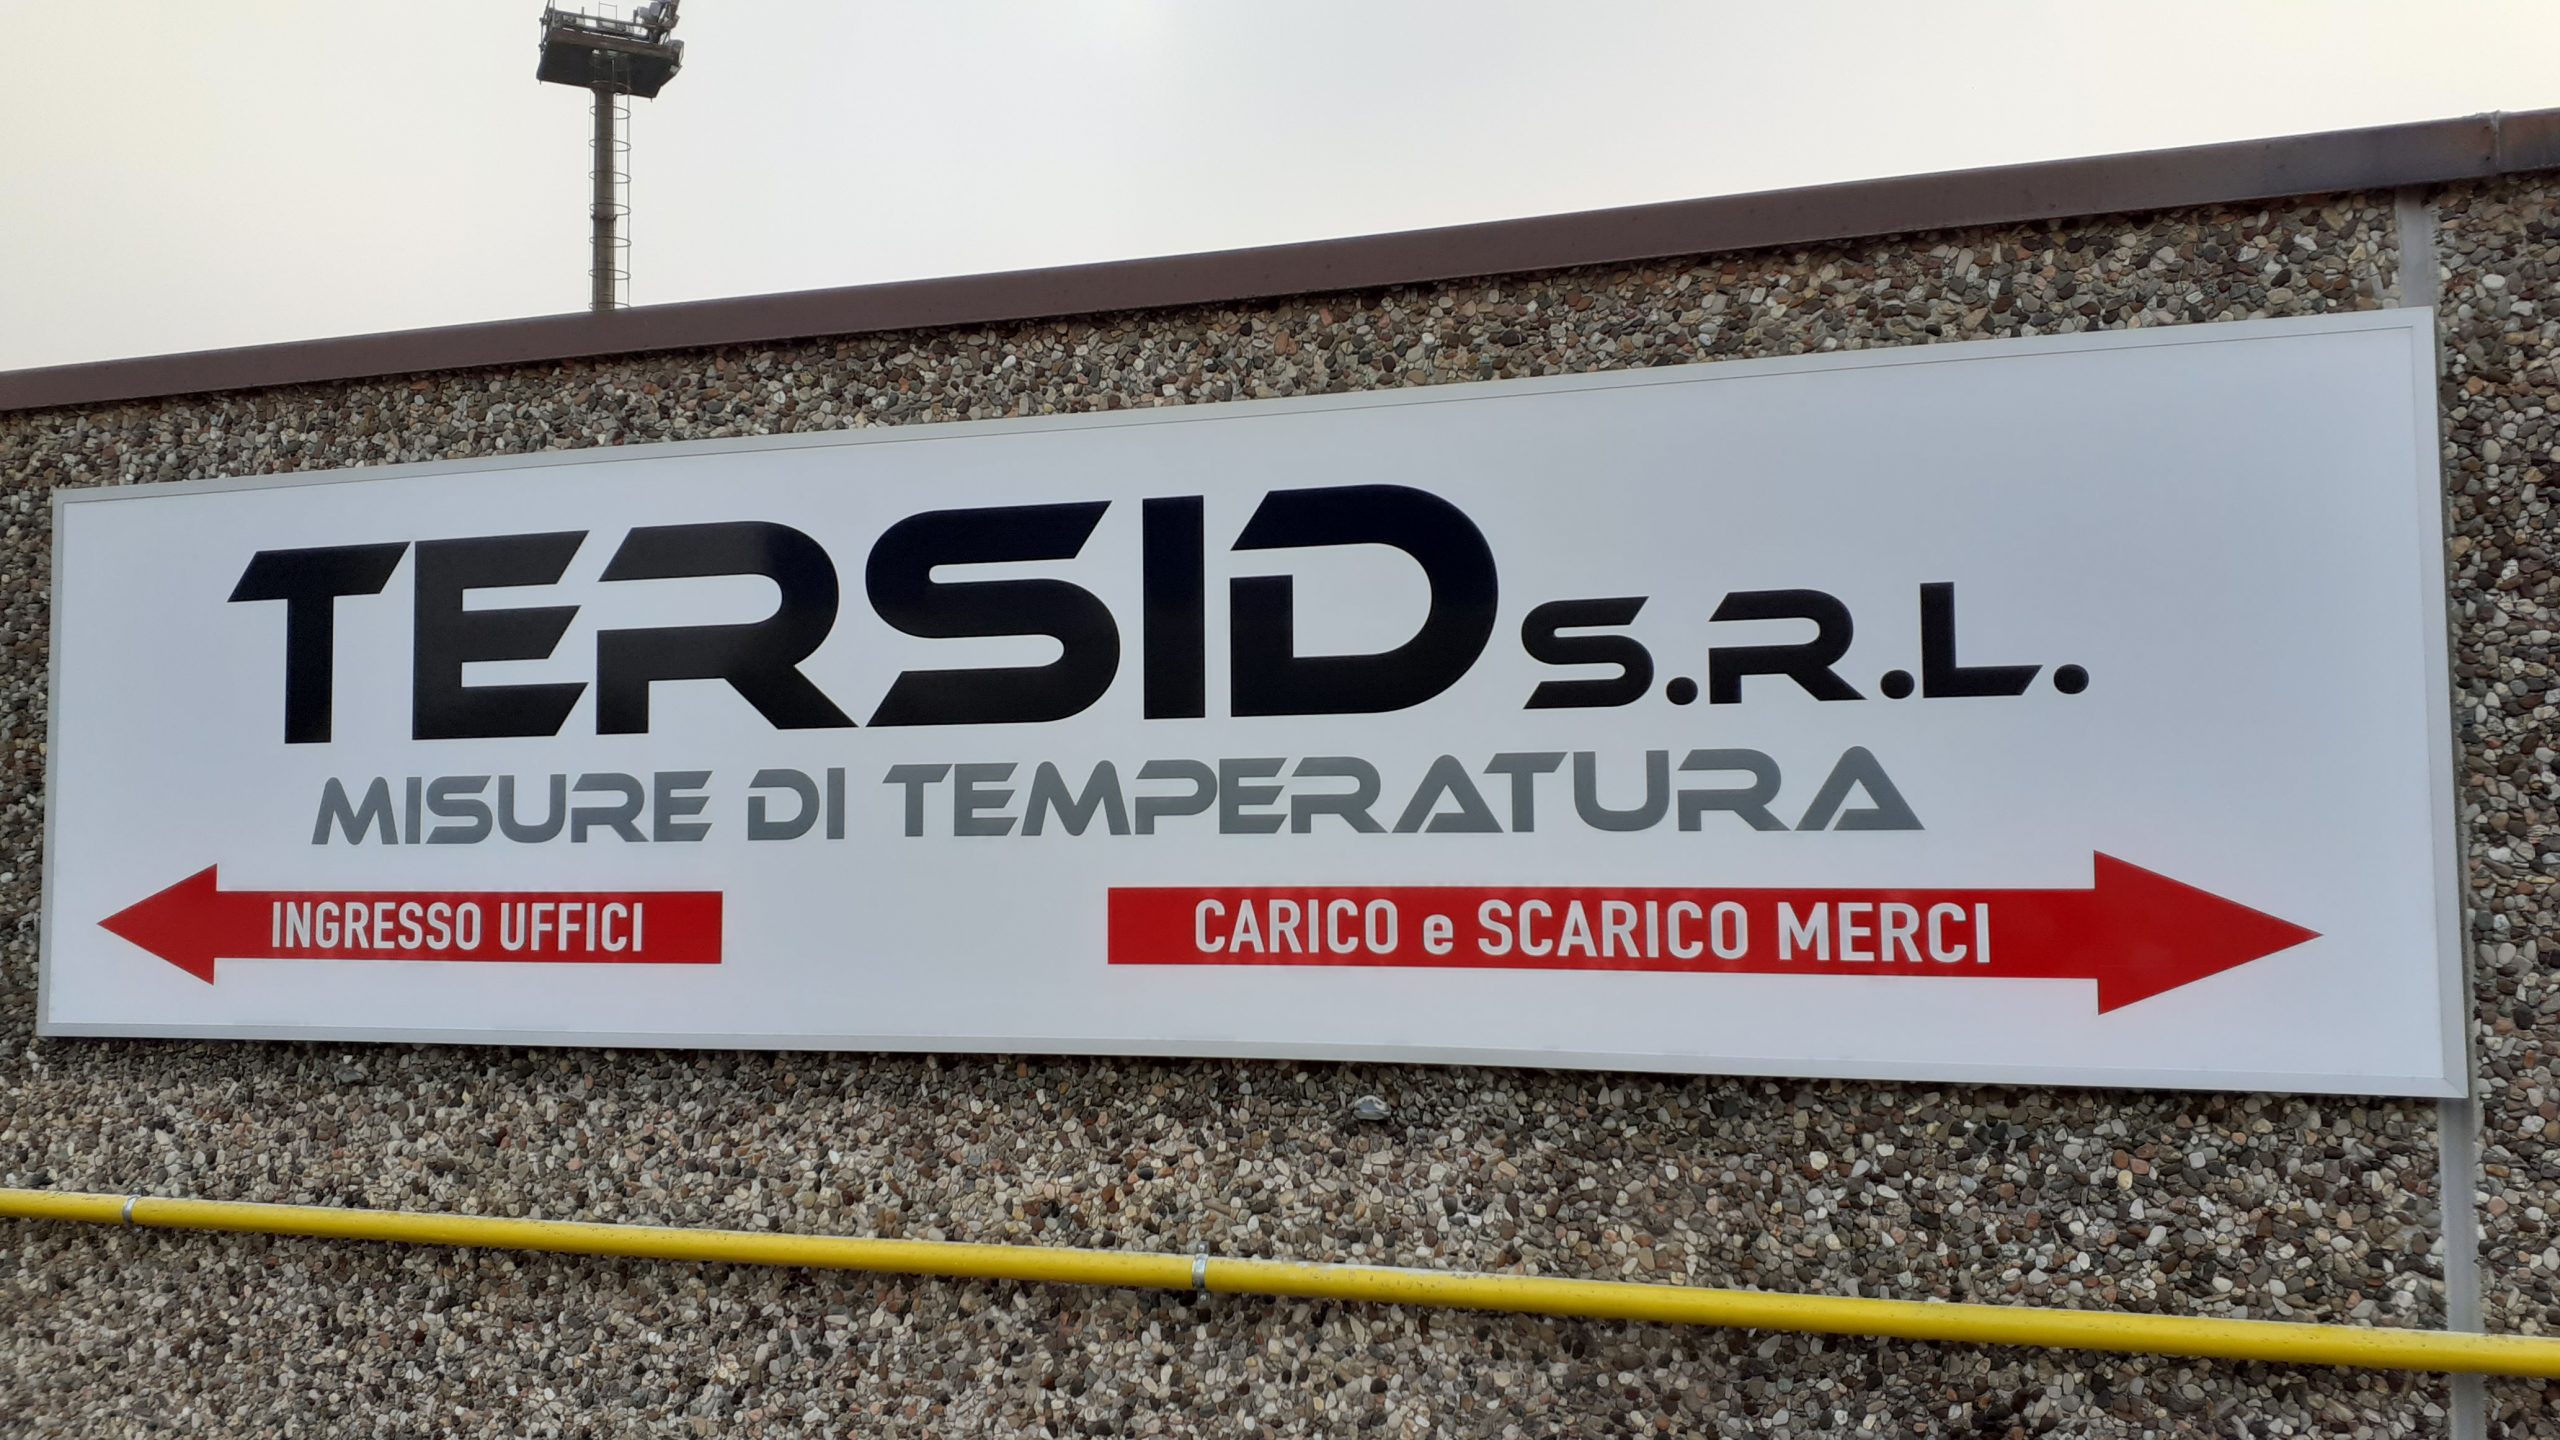 TERSID S.R.L.
MISURE DI TEMPERATURA
INGRESSO UFFICI
CARICO e SCARICO MERCI